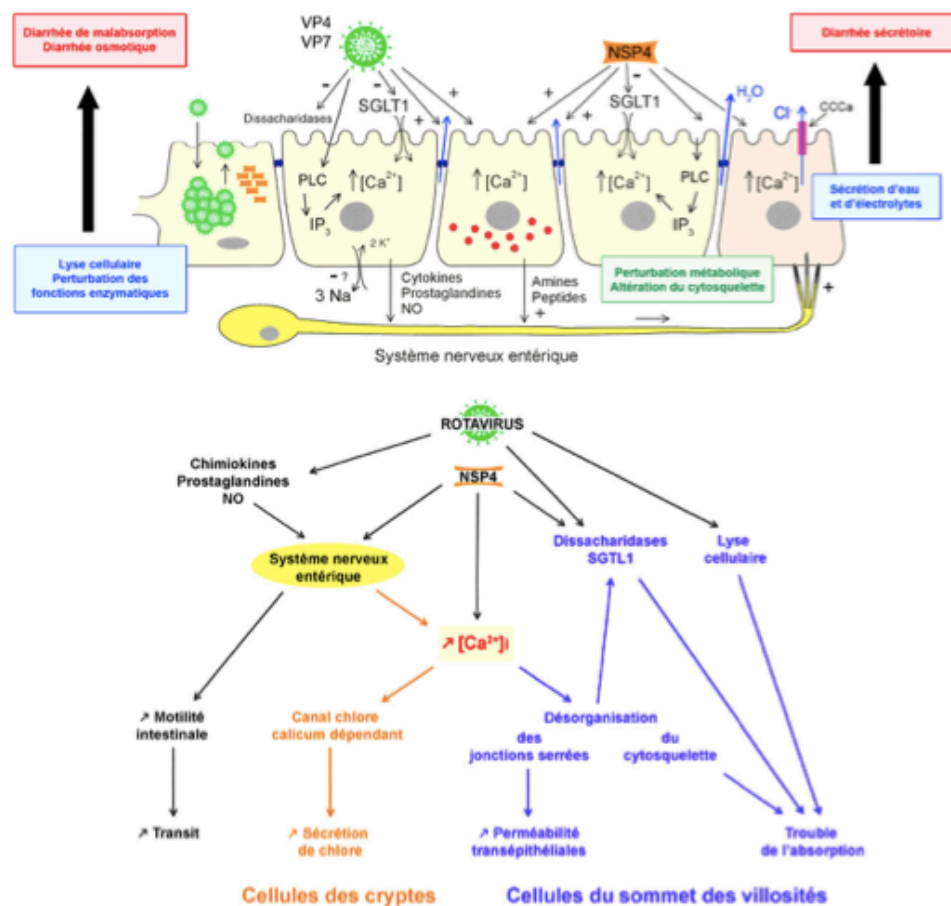 Diarrhée de malabsorption
Diarrhée osmotique
VP4
VP7
NSP4
Diarrhée sécrétoire
Dissacharidases
-
-
SGLT1
+
+
+
-
SGLT1
+
+
H₂O
Cl⁻
CCCa
PLC
↑[Ca²⁺]
IP₃
↑[Ca²⁺]
↑[Ca²⁺]
PLC
IP₃
↑[Ca²⁺]
Sécrétion d'eau
et d'électrolytes
Lyse cellulaire
Perturbation des
fonctions enzymatiques
2 K⁺
- ?
3 Na
Cytokines
Prostaglandines
NO
Amines
Peptides
+
Perturbation métabolique
Altération du cytosquelette
+
Système nerveux entérique
ROTAVIRUS
Chimiokines
Prostaglandines
NO
NSP4
Dissacharidases
SGTL1
Lyse
cellulaire
Système nerveux
entérique
↗ [Ca²⁺]i
↗ Motilité
intestinale
Canal chlore
calicum dépendant
Désorganisation
des
jonctions serrées
du
cytosquelette
↗ Transit
↗ Sécrétion
de chlore
↗ Perméabilité
transépithéliales
Trouble
de l'absorption
Cellules des cryptes
Cellules du sommet des villosités